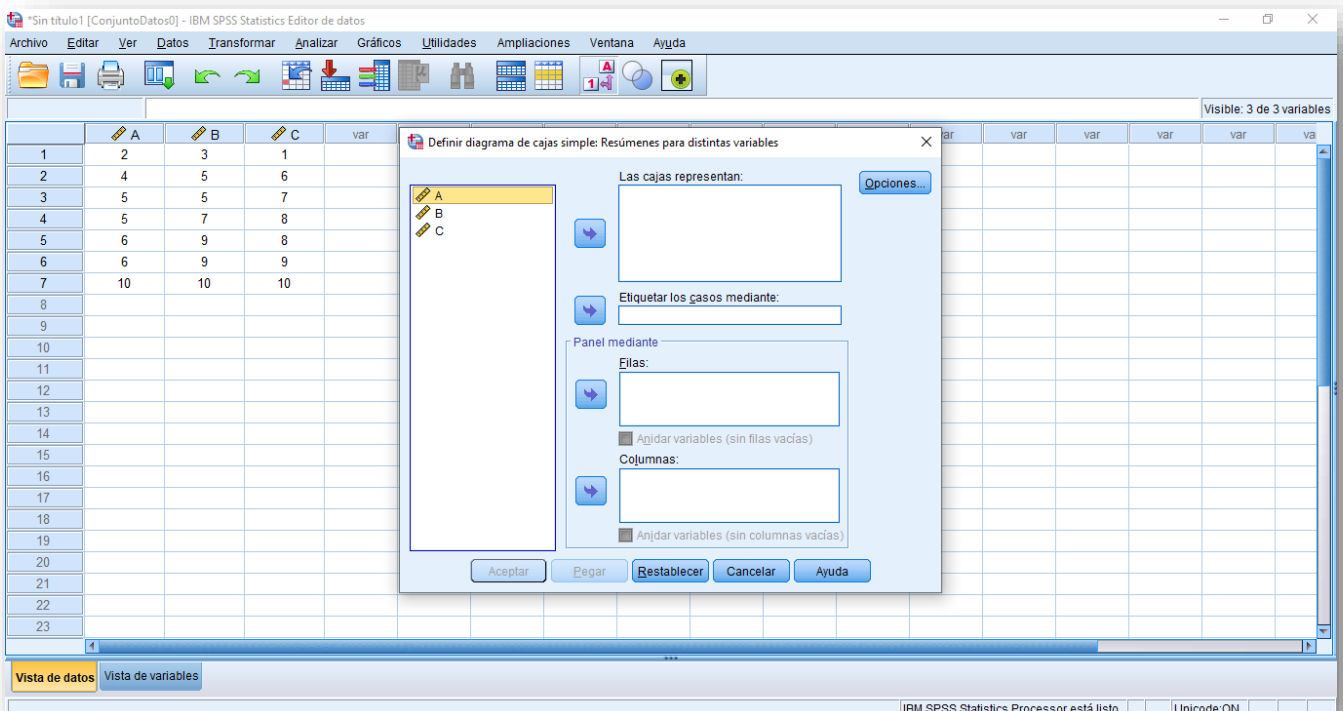 *Sin título1 [ConjuntoDatos0] - IBM SPSS Statistics Editor de datos
Archivo Editar Ver Datos Transformar Analizar Gráficos Utilidades Ampliaciones Ventana Ayuda
Visible: 3 de 3 variables
A B C var var var var var var
1 2 3 1
2 4 5 6
3 5 5 7
4 5 7 8
5 6 9 8
6 6 9 9
7 10 10 10
8
9
10
11
12
13
14
15
16
17
18
19
20
21
22
23
Definir diagrama de cajas simple: Resúmenes para distintas variables
A
B
C
Las cajas representan:
Opciones...
Etiquetar los casos mediante:
Panel mediante
Filas:
Anidar variables (sin filas vacías)
Columnas:
Anidar variables (sin columnas vacías)
Aceptar Pegar Restablecer Cancelar Ayuda
Vista de datos Vista de variables
IBM SPSS Statistics Processor está listo Unicode:ON